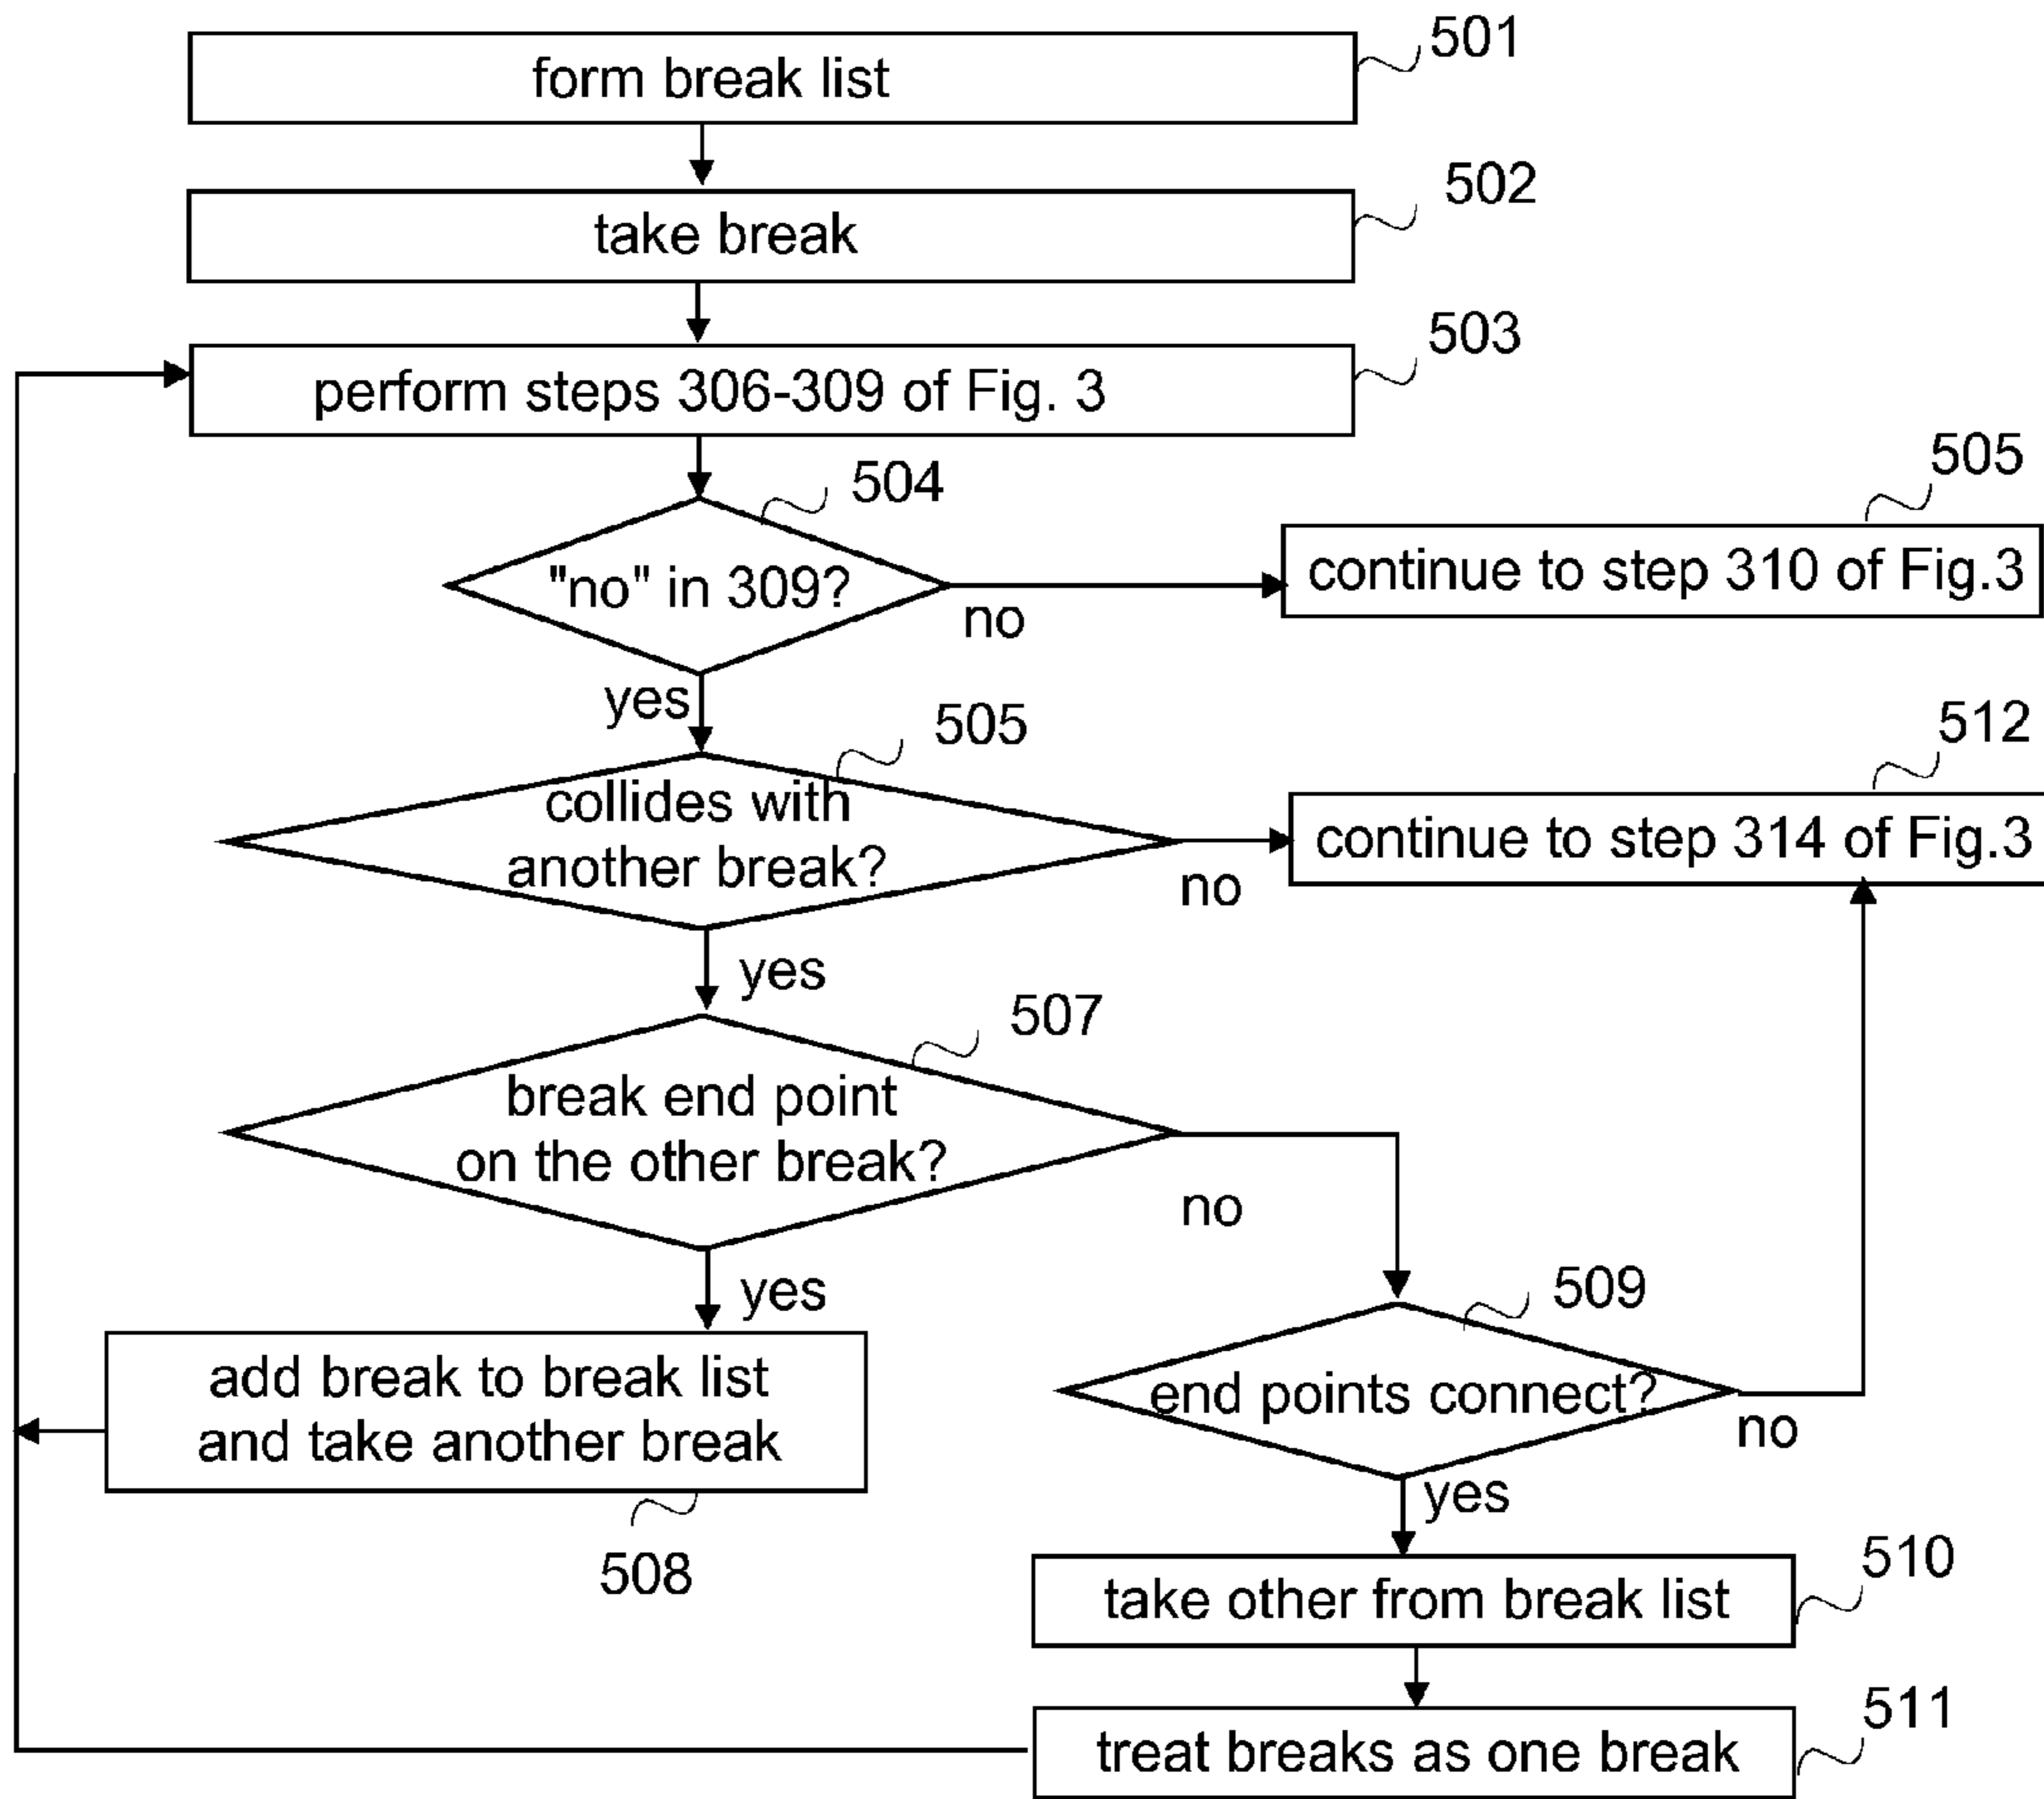 form break list
501
take break
502
perform steps 306-309 of Fig. 3
503
504
"no" in 309?
no
505
continue to step 310 of Fig.3
yes
505
collides with
another break?
no
512
continue to step 314 of Fig.3
yes
507
break end point
on the other break?
no
yes
509
end points connect?
no
add break to break list
and take another break
508
yes
take other from break list
510
treat breaks as one break
511